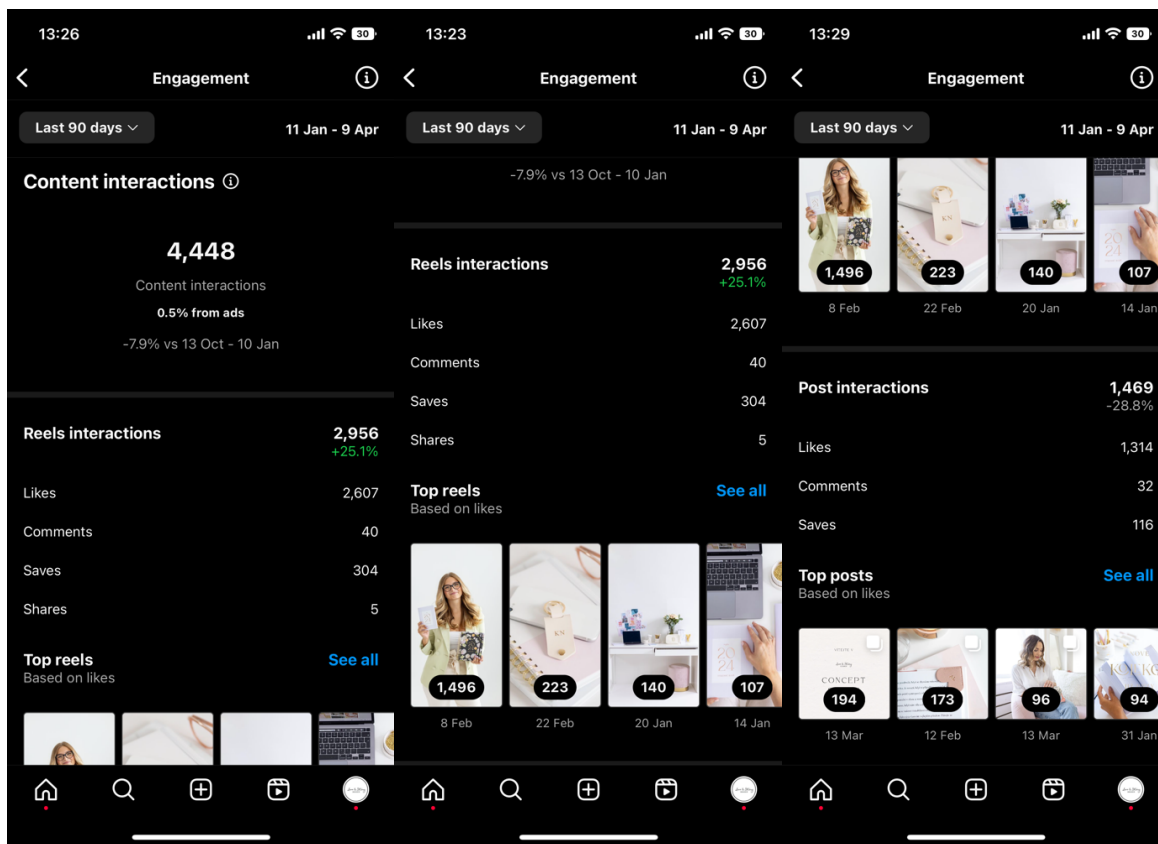 13:26
30
Engagement
Last 90 days
11 Jan - 9 Apr
Content interactions
4,448
Content interactions
0.5% from ads
-7.9% vs 13 Oct - 10 Jan
Reels interactions
2,956
+25.1%
Likes
2,607
Comments
40
Saves
304
Shares
5
Top reels
See all
Based on likes
13:23
30
Engagement
Last 90 days
11 Jan - 9 Apr
-7.9% vs 13 Oct - 10 Jan
Reels interactions
2,956
+25.1%
Likes
2,607
Comments
40
Saves
304
Shares
5
Top reels
See all
Based on likes
KN
20
24
1,496
223
140
107
8 Feb
22 Feb
20 Jan
14 Jan
13:29
30
Engagement
Last 90 days
11 Jan - 9 Apr
KN
20
24
1,496
223
140
107
8 Feb
22 Feb
20 Jan
14 Jan
Post interactions
1,469
-28.8%
Likes
1,314
Comments
32
Saves
116
Top posts
See all
Based on likes
CONCEPT
194
173
96
94
13 Mar
12 Feb
13 Mar
31 Jan